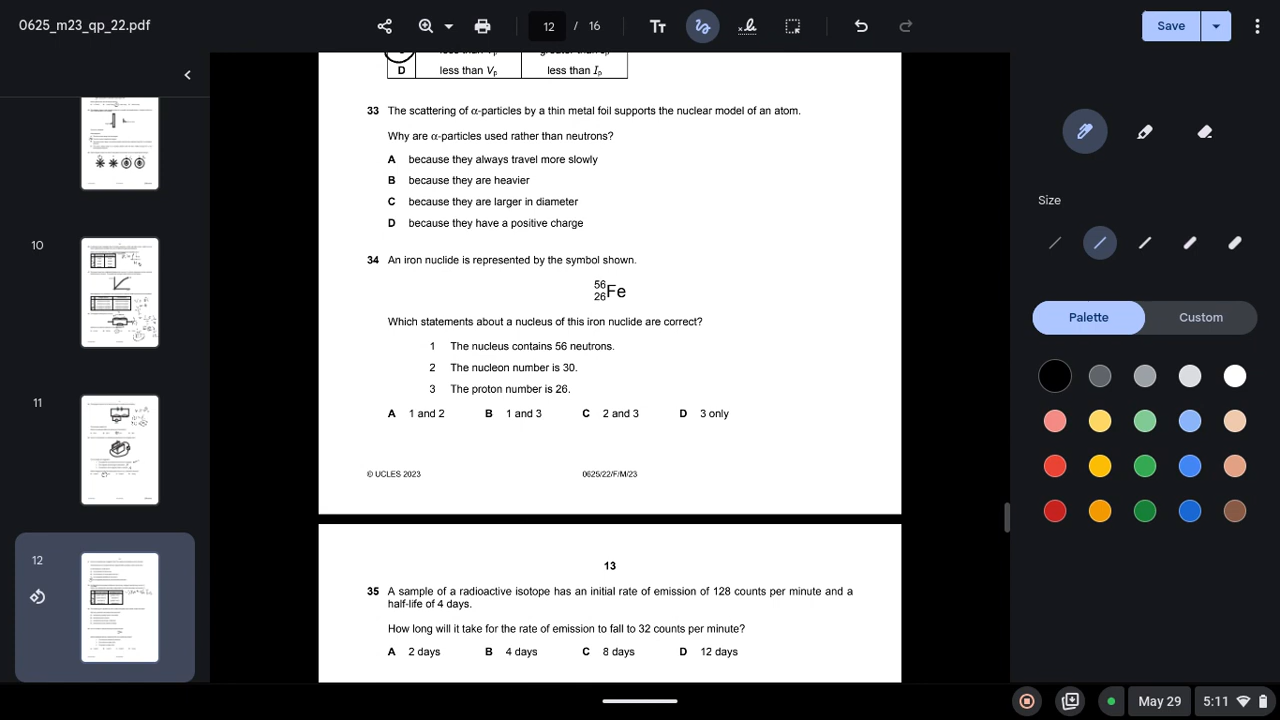 0625_m23_qp_22.pdf
12 / 16
Save
10
11
12
D less than Vp less than Ip
33 The scattering of α-particles by a thin metal foil supports the nuclear model of an atom.
Why are α-particles used rather than neutrons?
A because they always travel more slowly
B because they are heavier
C because they are larger in diameter
D because they have a positive charge
34 An iron nuclide is represented by the symbol shown.
56
26 Fe
Which statements about a nucleus of this iron nuclide are correct?
1 The nucleus contains 56 neutrons.
2 The nucleon number is 30.
3 The proton number is 26.
A 1 and 2 B 1 and 3 C 2 and 3 D 3 only
© UCLES 2023 0625/22/F/M/23
13
35 A sample of a radioactive isotope has an initial rate of emission of 128 counts per minute and a
half-life of 4 days.
How long will it take for the rate of emission to fall to 32 counts per minute?
A 2 days B 4 days C 8 days D 12 days
Size
Palette Custom
May 29 5:11